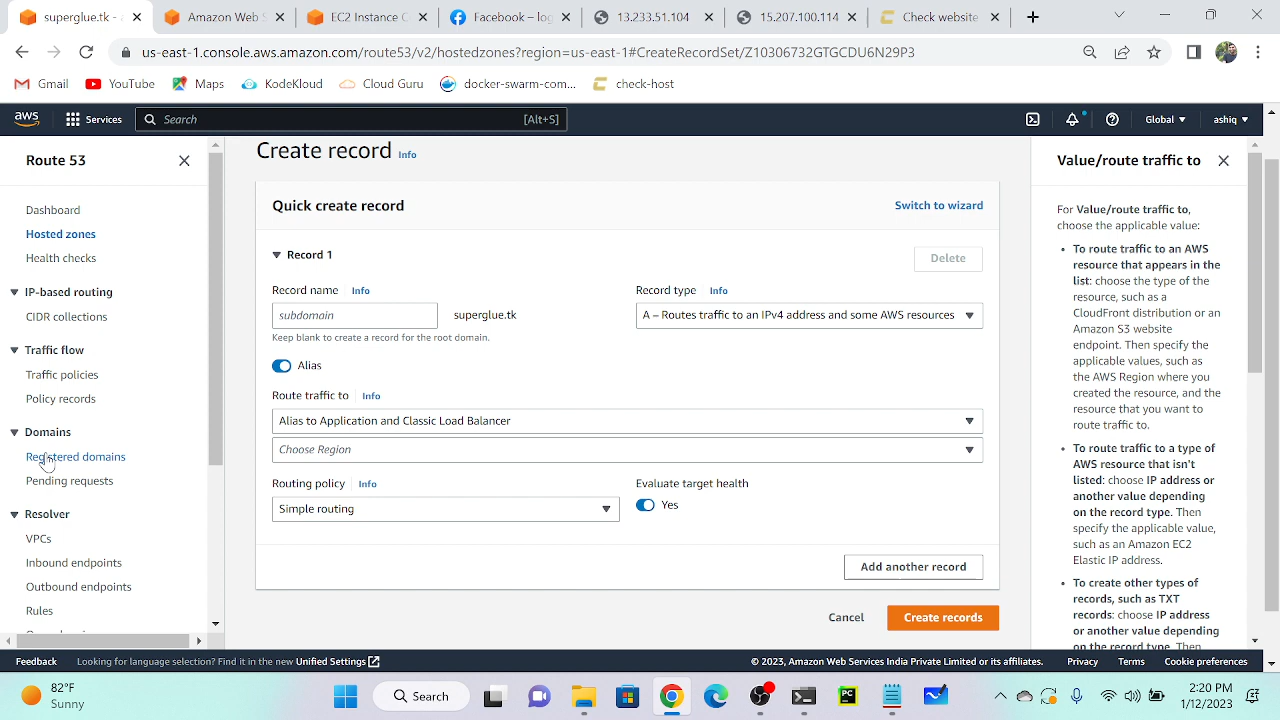 superglue.tk -
Amazon Web S
EC2 Instance C
Facebook – log
13.233.51.104
15.207.100.114
Check website
us-east-1.console.aws.amazon.com/route53/v2/hostedzones?region=us-east-1#CreateRecordSet/Z10306732GTGCDU6N29P3
Gmail
YouTube
Maps
KodeKloud
Cloud Guru
docker-swarm-com...
check-host
aws
Services
Search
[Alt+S]
Global
ashiq
Route 53
Dashboard
Hosted zones
Health checks
IP-based routing
CIDR collections
Traffic flow
Traffic policies
Policy records
Domains
Registered domains
Pending requests
Resolver
VPCs
Inbound endpoints
Outbound endpoints
Rules
Create record Info
Quick create record
Switch to wizard
Record 1
Delete
Record name Info
subdomain
superglue.tk
Keep blank to create a record for the root domain.
Record type Info
A – Routes traffic to an IPv4 address and some AWS resources
Alias
Route traffic to Info
Alias to Application and Classic Load Balancer
Choose Region
Routing policy Info
Simple routing
Evaluate target health
Yes
Add another record
Cancel
Create records
Value/route traffic to
For Value/route traffic to,
choose the applicable value:
• To route traffic to an AWS
resource that appears in the
list: choose the type of the
resource, such as a
CloudFront distribution or an
Amazon S3 website
endpoint. Then specify the
applicable values, such as
the AWS Region where you
created the resource, and the
resource that you want to
route traffic to.
• To route traffic to a type of
AWS resource that isn't
listed: choose IP address or
another value depending
on the record type. Then
specify the applicable value,
such as an Amazon EC2
Elastic IP address.
• To create other types of
records, such as TXT
records: choose IP address
or another value depending
on the record type. Then
Feedback
Looking for language selection? Find it in the new Unified Settings
© 2023, Amazon Web Services India Private Limited or its affiliates.
Privacy
Terms
Cookie preferences
82°F
Sunny
Search
PC
2:20 PM
1/12/2023